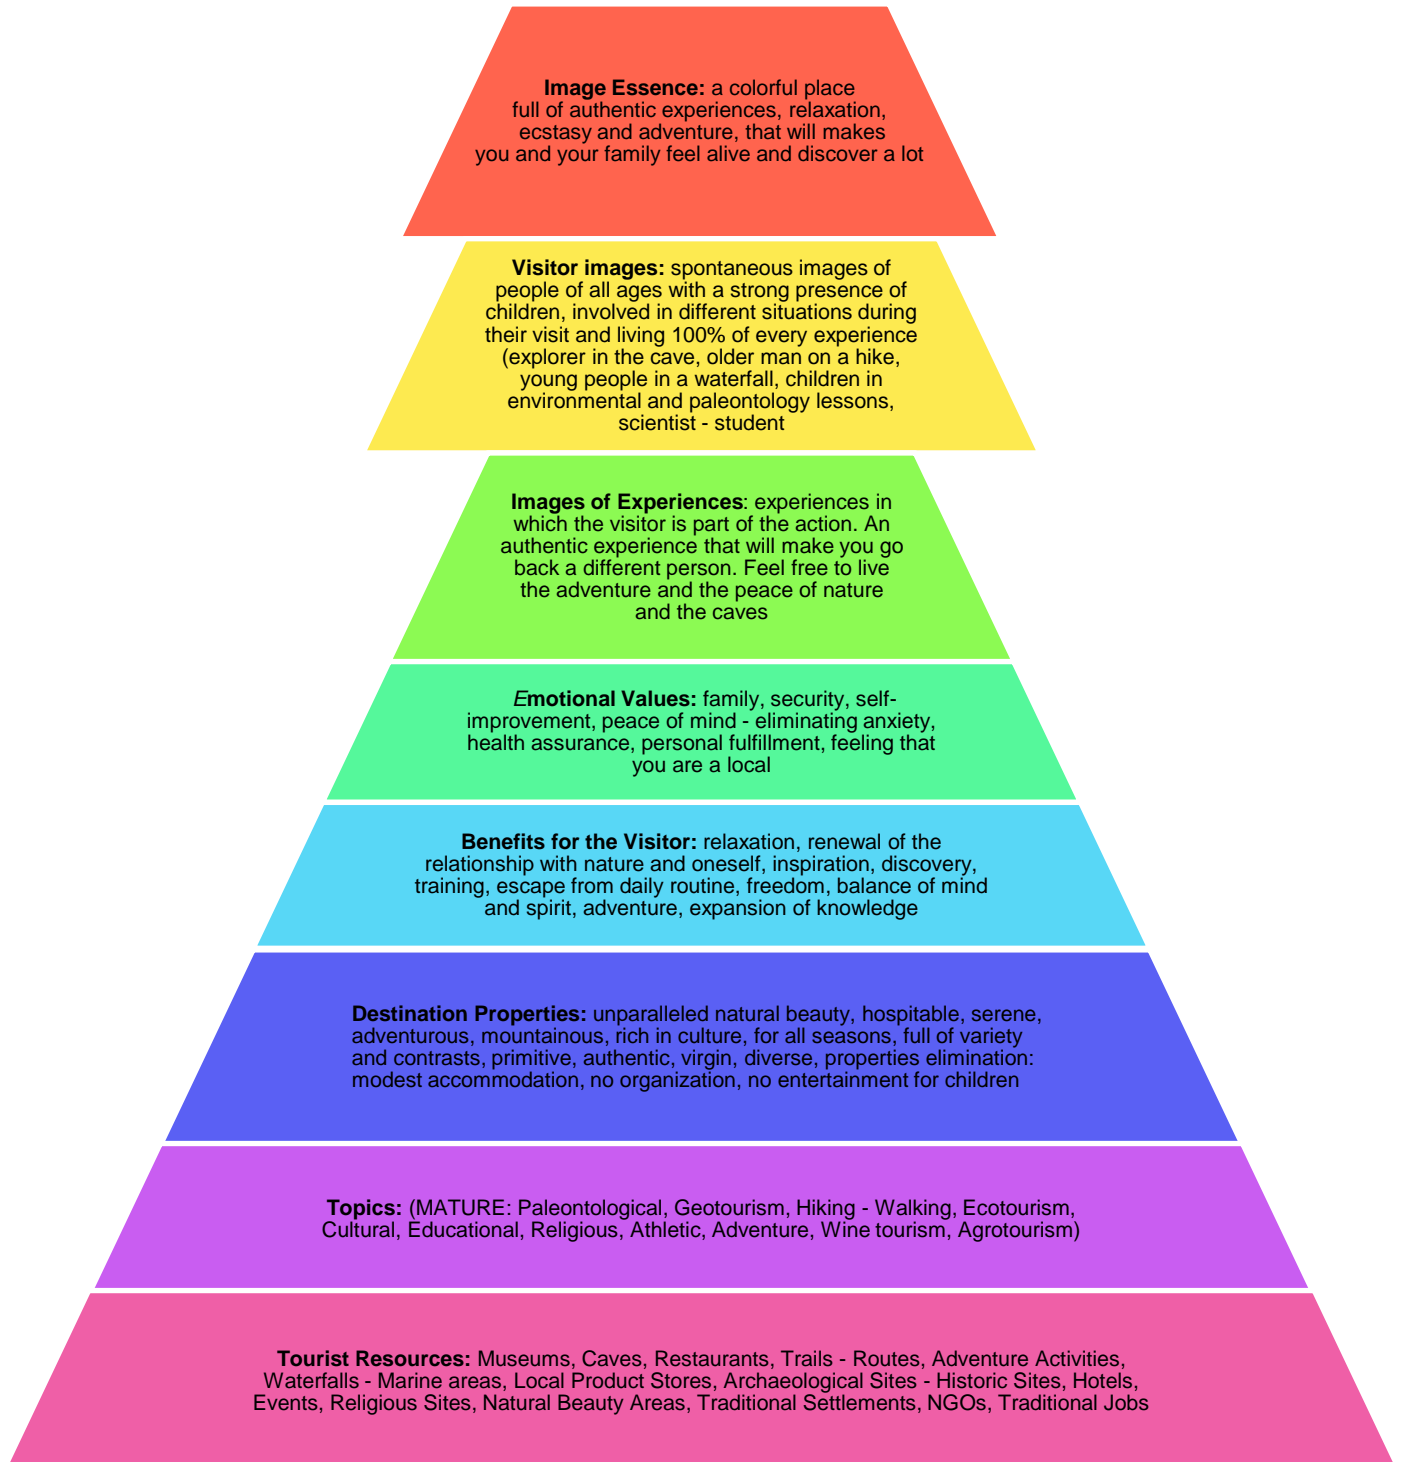 Image Essence: a colorful place
full of authentic experiences, relaxation,
ecstasy and adventure, that will makes
you and your family feel alive and discover a lot
Visitor images: spontaneous images of
people of all ages with a strong presence of
children, involved in different situations during
their visit and living 100% of every experience
(explorer in the cave, older man on a hike,
young people in a waterfall, children in
environmental and paleontology lessons,
scientist - student
Images of Experiences: experiences in
which the visitor is part of the action. An
authentic experience that will make you go
back a different person. Feel free to live
the adventure and the peace of nature
and the caves
Emotional Values: family, security, self-
improvement, peace of mind - eliminating anxiety,
health assurance, personal fulfillment, feeling that
you are a local
Benefits for the Visitor: relaxation, renewal of the
relationship with nature and oneself, inspiration, discovery,
training, escape from daily routine, freedom, balance of mind
and spirit, adventure, expansion of knowledge
Destination Properties: unparalleled natural beauty, hospitable, serene,
adventurous, mountainous, rich in culture, for all seasons, full of variety
and contrasts, primitive, authentic, virgin, diverse, properties elimination:
modest accommodation, no organization, no entertainment for children
Topics: (MATURE: Paleontological, Geotourism, Hiking - Walking, Ecotourism,
Cultural, Educational, Religious, Athletic, Adventure, Wine tourism, Agrotourism)
Tourist Resources: Museums, Caves, Restaurants, Trails - Routes, Adventure Activities,
Waterfalls - Marine areas, Local Product Stores, Archaeological Sites - Historic Sites, Hotels,
Events, Religious Sites, Natural Beauty Areas, Traditional Settlements, NGOs, Traditional Jobs